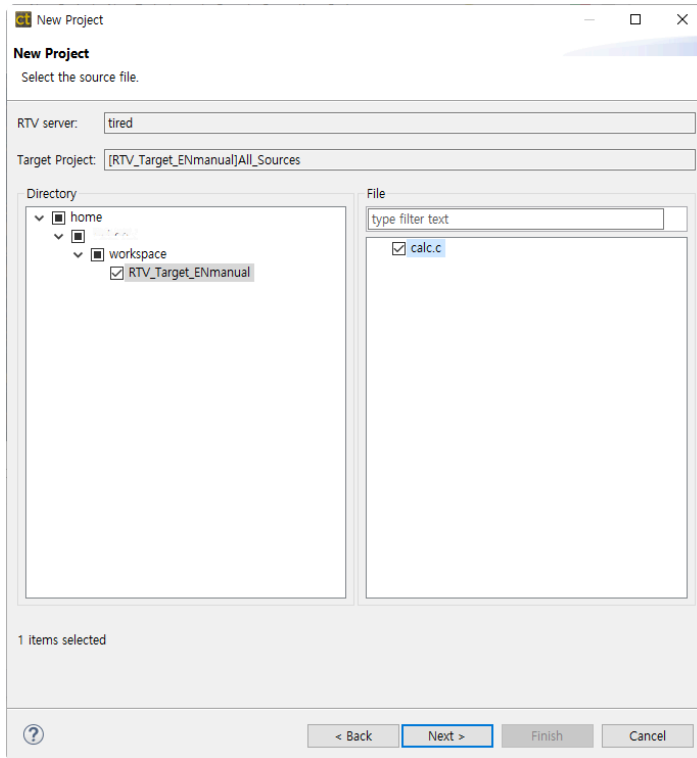 ct New Project
New Project
Select the source file.
RTV server: tired
Target Project: [RTV_Target_ENmanual]All_Sources
Directory
home
workspace
RTV_Target_ENmanual
File
type filter text
calc.c
1 items selected
?
< Back
Next >
Finish
Cancel